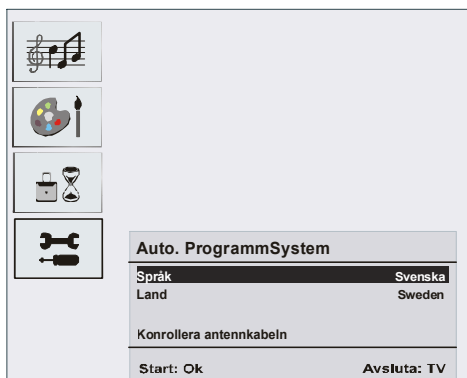 Auto. ProgrammSystem
Språk Svenska
Land Sweden
Konrollera antennkabeln
Start: Ok Avsluta: TV